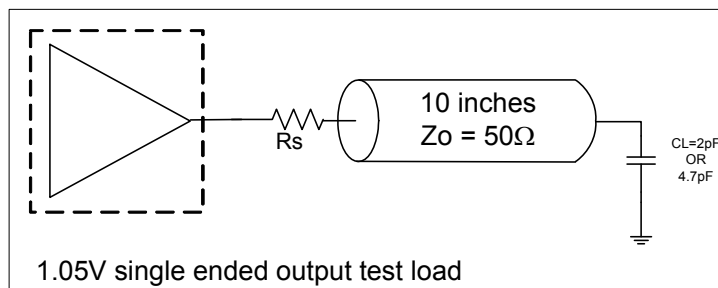 10 inches
Zo = 50Ω
Rs
CL=2pF
OR
4.7pF
1.05V single ended output test load